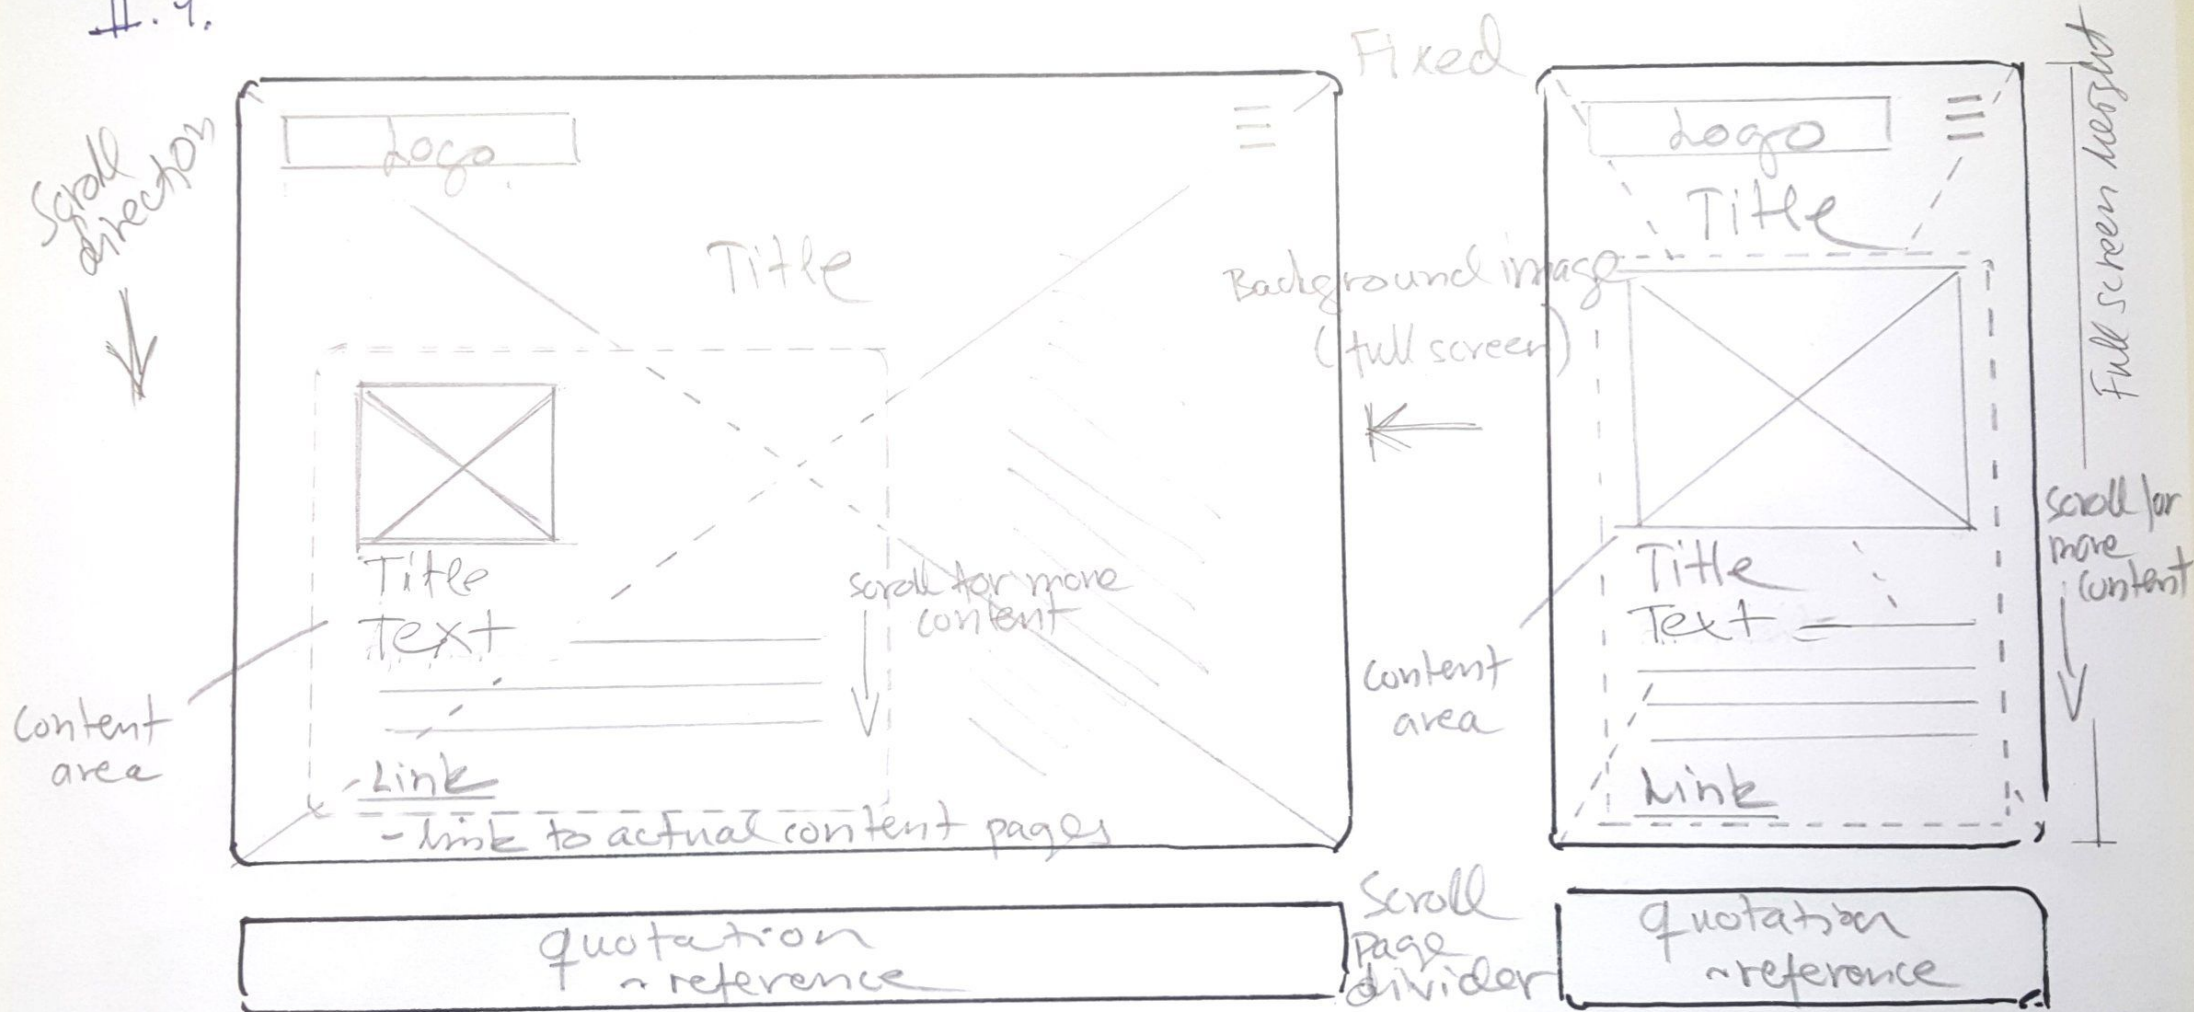 II.4.
Scroll
direction
Logo
Title
Title
Text
Link
- link to actual content pages
scroll for more
content
Content
area
Fixed
Background image
(full screen)
Logo
Title
Title
Text
Link
content
area
Full screen height
scroll for
more
content
quotation
~ reference
Scroll
page
divider
quotation
~ reference